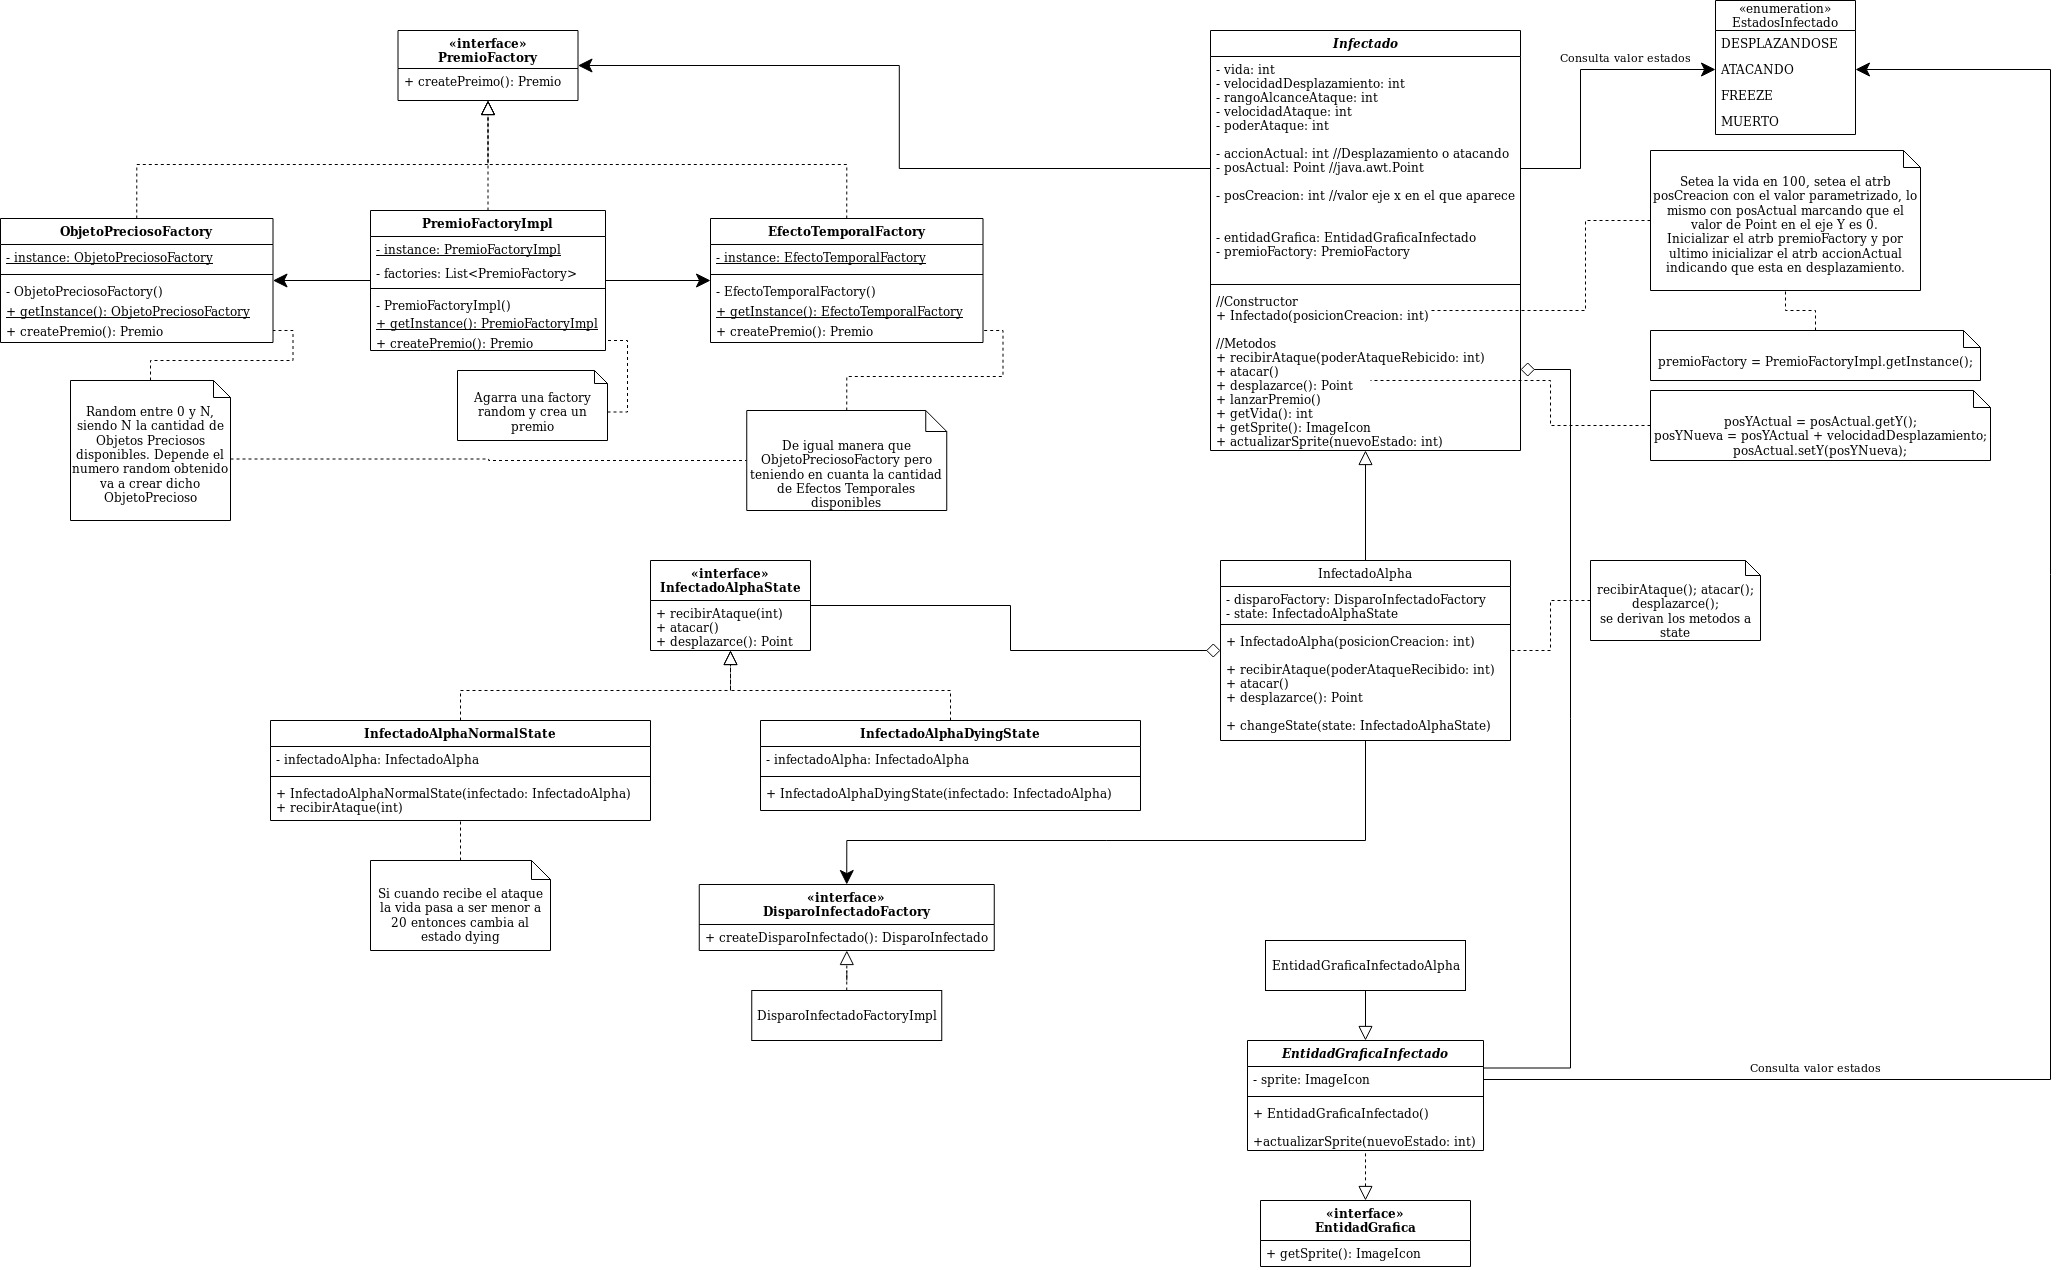 «interface»
PremioFactory
+ createPreimo(): Premio
ObjetoPreciosoFactory
- instance: ObjetoPreciosoFactory
- ObjetoPreciosoFactory()
+ getInstance(): ObjetoPreciosoFactory
+ createPremio(): Premio
PremioFactoryImpl
- instance: PremioFactoryImpl
- factories: List<PremioFactory>
- PremioFactoryImpl()
+ getInstance(): PremioFactoryImpl
+ createPremio(): Premio
EfectoTemporalFactory
- instance: EfectoTemporalFactory
- EfectoTemporalFactory()
+ getInstance(): EfectoTemporalFactory
+ createPremio(): Premio
Random entre 0 y N,
siendo N la cantidad de
Objetos Preciosos
disponibles. Depende el
numero random obtenido
va a crear dicho
ObjetoPrecioso
Agarra una factory
random y crea un
premio
De igual manera que
ObjetoPreciosoFactory pero
teniendo en cuanta la cantidad
de Efectos Temporales
disponibles
Infectado
- vida: int
- velocidadDesplazamiento: int
- rangoAlcanceAtaque: int
- velocidadAtaque: int
- poderAtaque: int
- accionActual: int //Desplazamiento o atacando
- posActual: Point //java.awt.Point
- posCreacion: int //valor eje x en el que aparece
- entidadGrafica: EntidadGraficaInfectado
- premioFactory: PremioFactory
//Constructor
+ Infectado(posicionCreacion: int)
//Metodos
+ recibirAtaque(poderAtaqueRebicido: int)
+ atacar()
+ desplazarce(): Point
+ lanzarPremio()
+ getVida(): int
+ getSprite(): ImageIcon
+ actualizarSprite(nuevoEstado: int)
Consulta valor estados
«enumeration»
EstadosInfectado
DESPLAZANDOSE
ATACANDO
FREEZE
MUERTO
Setea la vida en 100, setea el atrb
posCreacion con el valor parametrizado, lo
mismo con posActual marcando que el
valor de Point en el eje Y es 0.
Inicializar el atrb premioFactory y por
ultimo inicializar el atrb accionActual
indicando que esta en desplazamiento.
premioFactory = PremioFactoryImpl.getInstance();
posYActual = posActual.getY();
posYNueva = posYActual + velocidadDesplazamiento;
posActual.setY(posYNueva);
«interface»
InfectadoAlphaState
+ recibirAtaque(int)
+ atacar()
+ desplazarce(): Point
InfectadoAlpha
- disparoFactory: DisparoInfectadoFactory
- state: InfectadoAlphaState
+ InfectadoAlpha(posicionCreacion: int)
+ recibirAtaque(poderAtaqueRecibido: int)
+ atacar()
+ desplazarce(): Point
+ changeState(state: InfectadoAlphaState)
recibirAtaque(); atacar();
desplazarce();
se derivan los metodos a
state
InfectadoAlphaNormalState
- infectadoAlpha: InfectadoAlpha
+ InfectadoAlphaNormalState(infectado: InfectadoAlpha)
+ recibirAtaque(int)
InfectadoAlphaDyingState
- infectadoAlpha: InfectadoAlpha
+ InfectadoAlphaDyingState(infectado: InfectadoAlpha)
Si cuando recibe el ataque
la vida pasa a ser menor a
20 entonces cambia al
estado dying
«interface»
DisparoInfectadoFactory
+ createDisparoInfectado(): DisparoInfectado
DisparoInfectadoFactoryImpl
EntidadGraficaInfectadoAlpha
EntidadGraficaInfectado
- sprite: ImageIcon
+ EntidadGraficaInfectado()
+actualizarSprite(nuevoEstado: int)
Consulta valor estados
«interface»
EntidadGrafica
+ getSprite(): ImageIcon